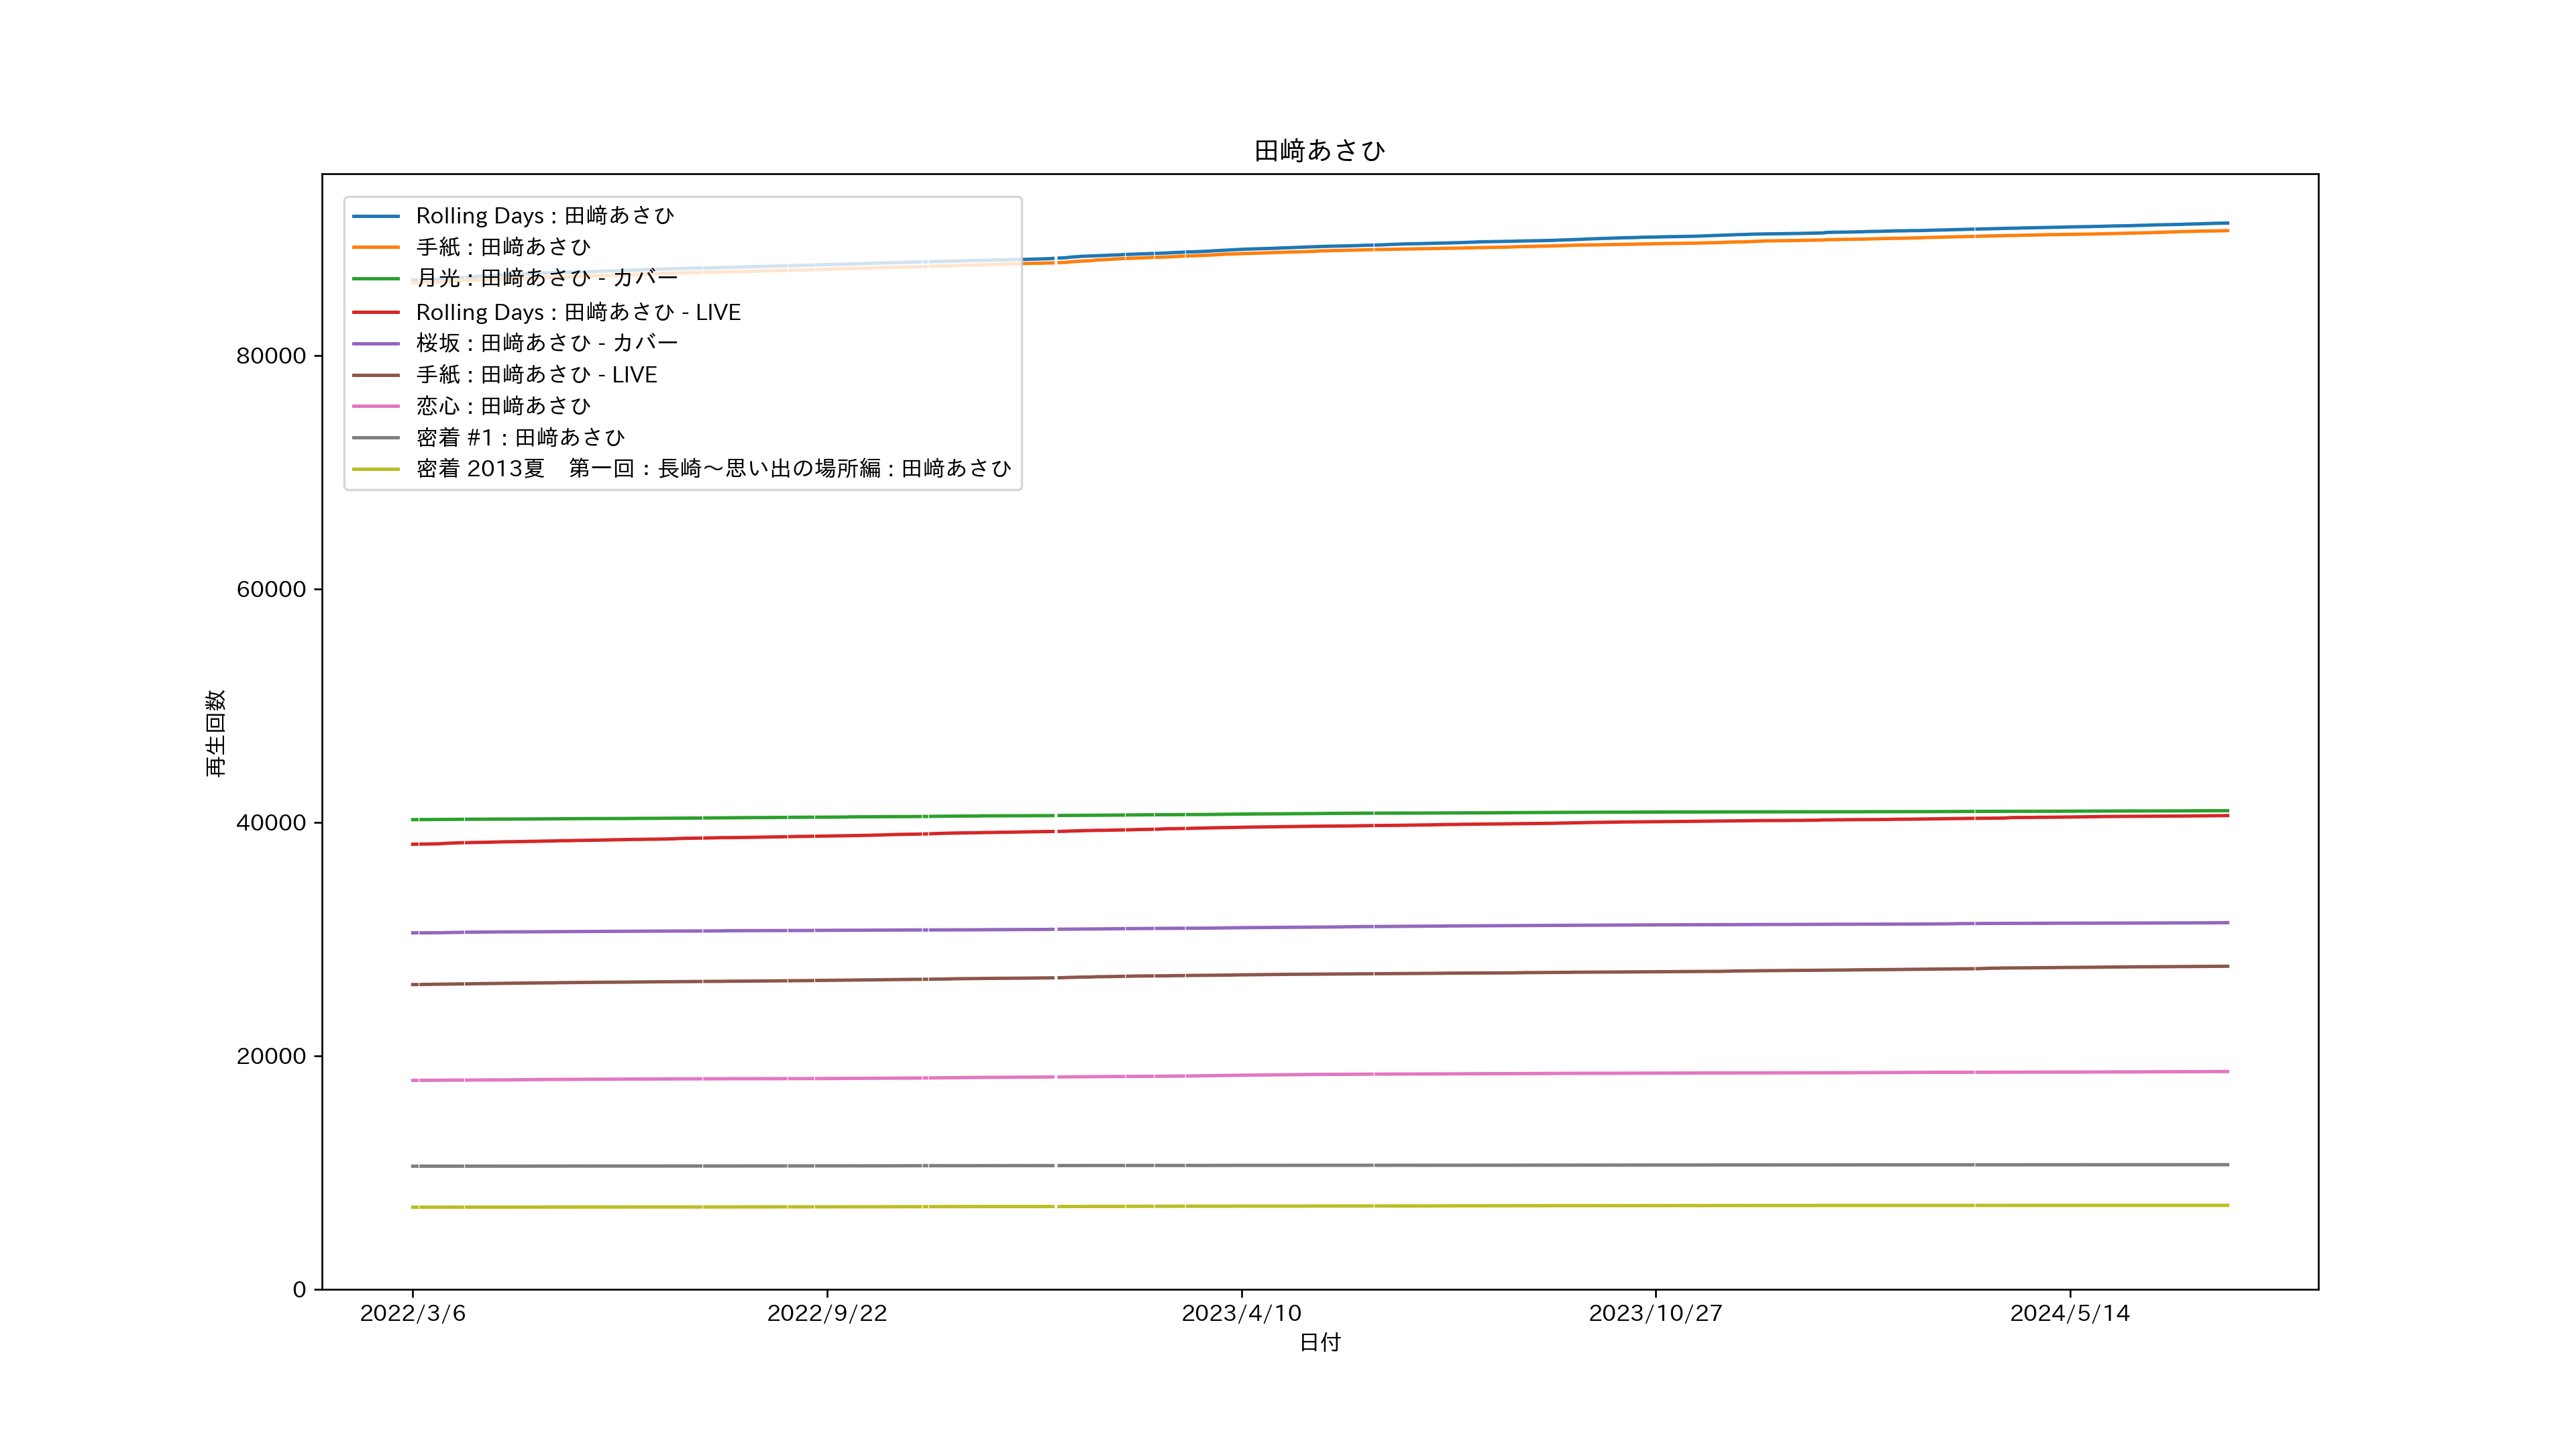 田﨑あさひ
Rolling Days : 田﨑あさひ
手紙 : 田﨑あさひ
月光 : 田﨑あさひ - カバー
Rolling Days : 田﨑あさひ - LIVE
桜坂 : 田﨑あさひ - カバー
手紙 : 田﨑あさひ - LIVE
恋心 : 田﨑あさひ
密着 #1 : 田﨑あさひ
密着 2013夏　第一回：長崎～思い出の場所編 : 田﨑あさひ
80000
60000
40000
20000
0
再生回数
2022/3/6 2022/9/22 2023/4/10 2023/10/27 2024/5/14
日付